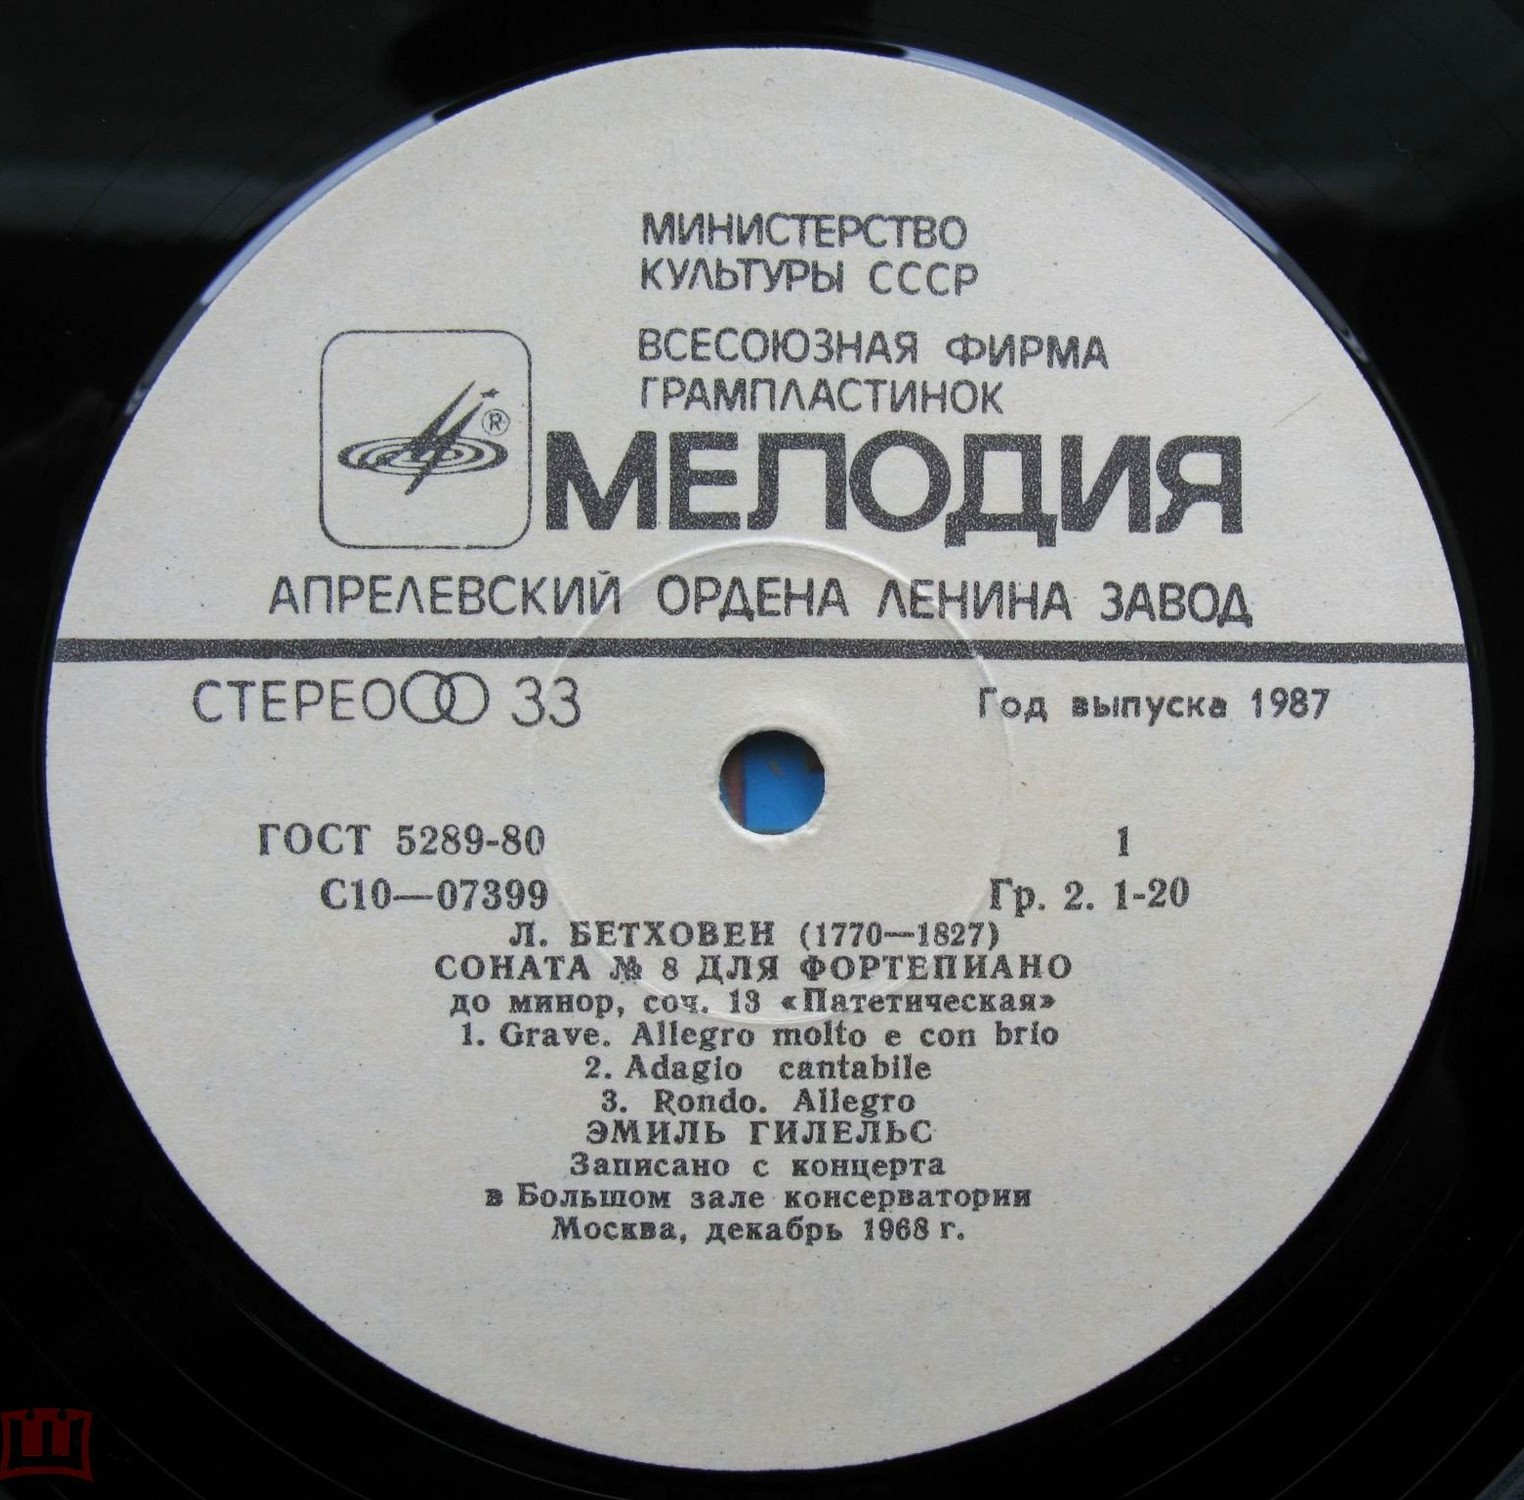 МИНИСТЕРСТВО
КУЛЬТУРЫ СССР
ВСЕСОЮЗНАЯ ФИРМА
ГРАМПЛАСТИНОК
®
МЕЛОДИЯ
АПРЕЛЕВСКИЙ ОРДЕНА ЛЕНИНА ЗАВОД
СТЕРЕО 33
Год выпуска 1987
ГОСТ 5289-80
1
С10—07399
Гр. 2. 1-20
Л. БЕТХОВЕН (1770—1827)
СОНАТА № 8 ДЛЯ ФОРТЕПИАНО
до минор, соч. 13 «Патетическая»
1. Grave. Allegro molto e con brio
2. Adagio cantabile
3. Rondo. Allegro
ЭМИЛЬ ГИЛЕЛЬС
Записано с концерта
в Большом зале консерватории
Москва, декабрь 1968 г.